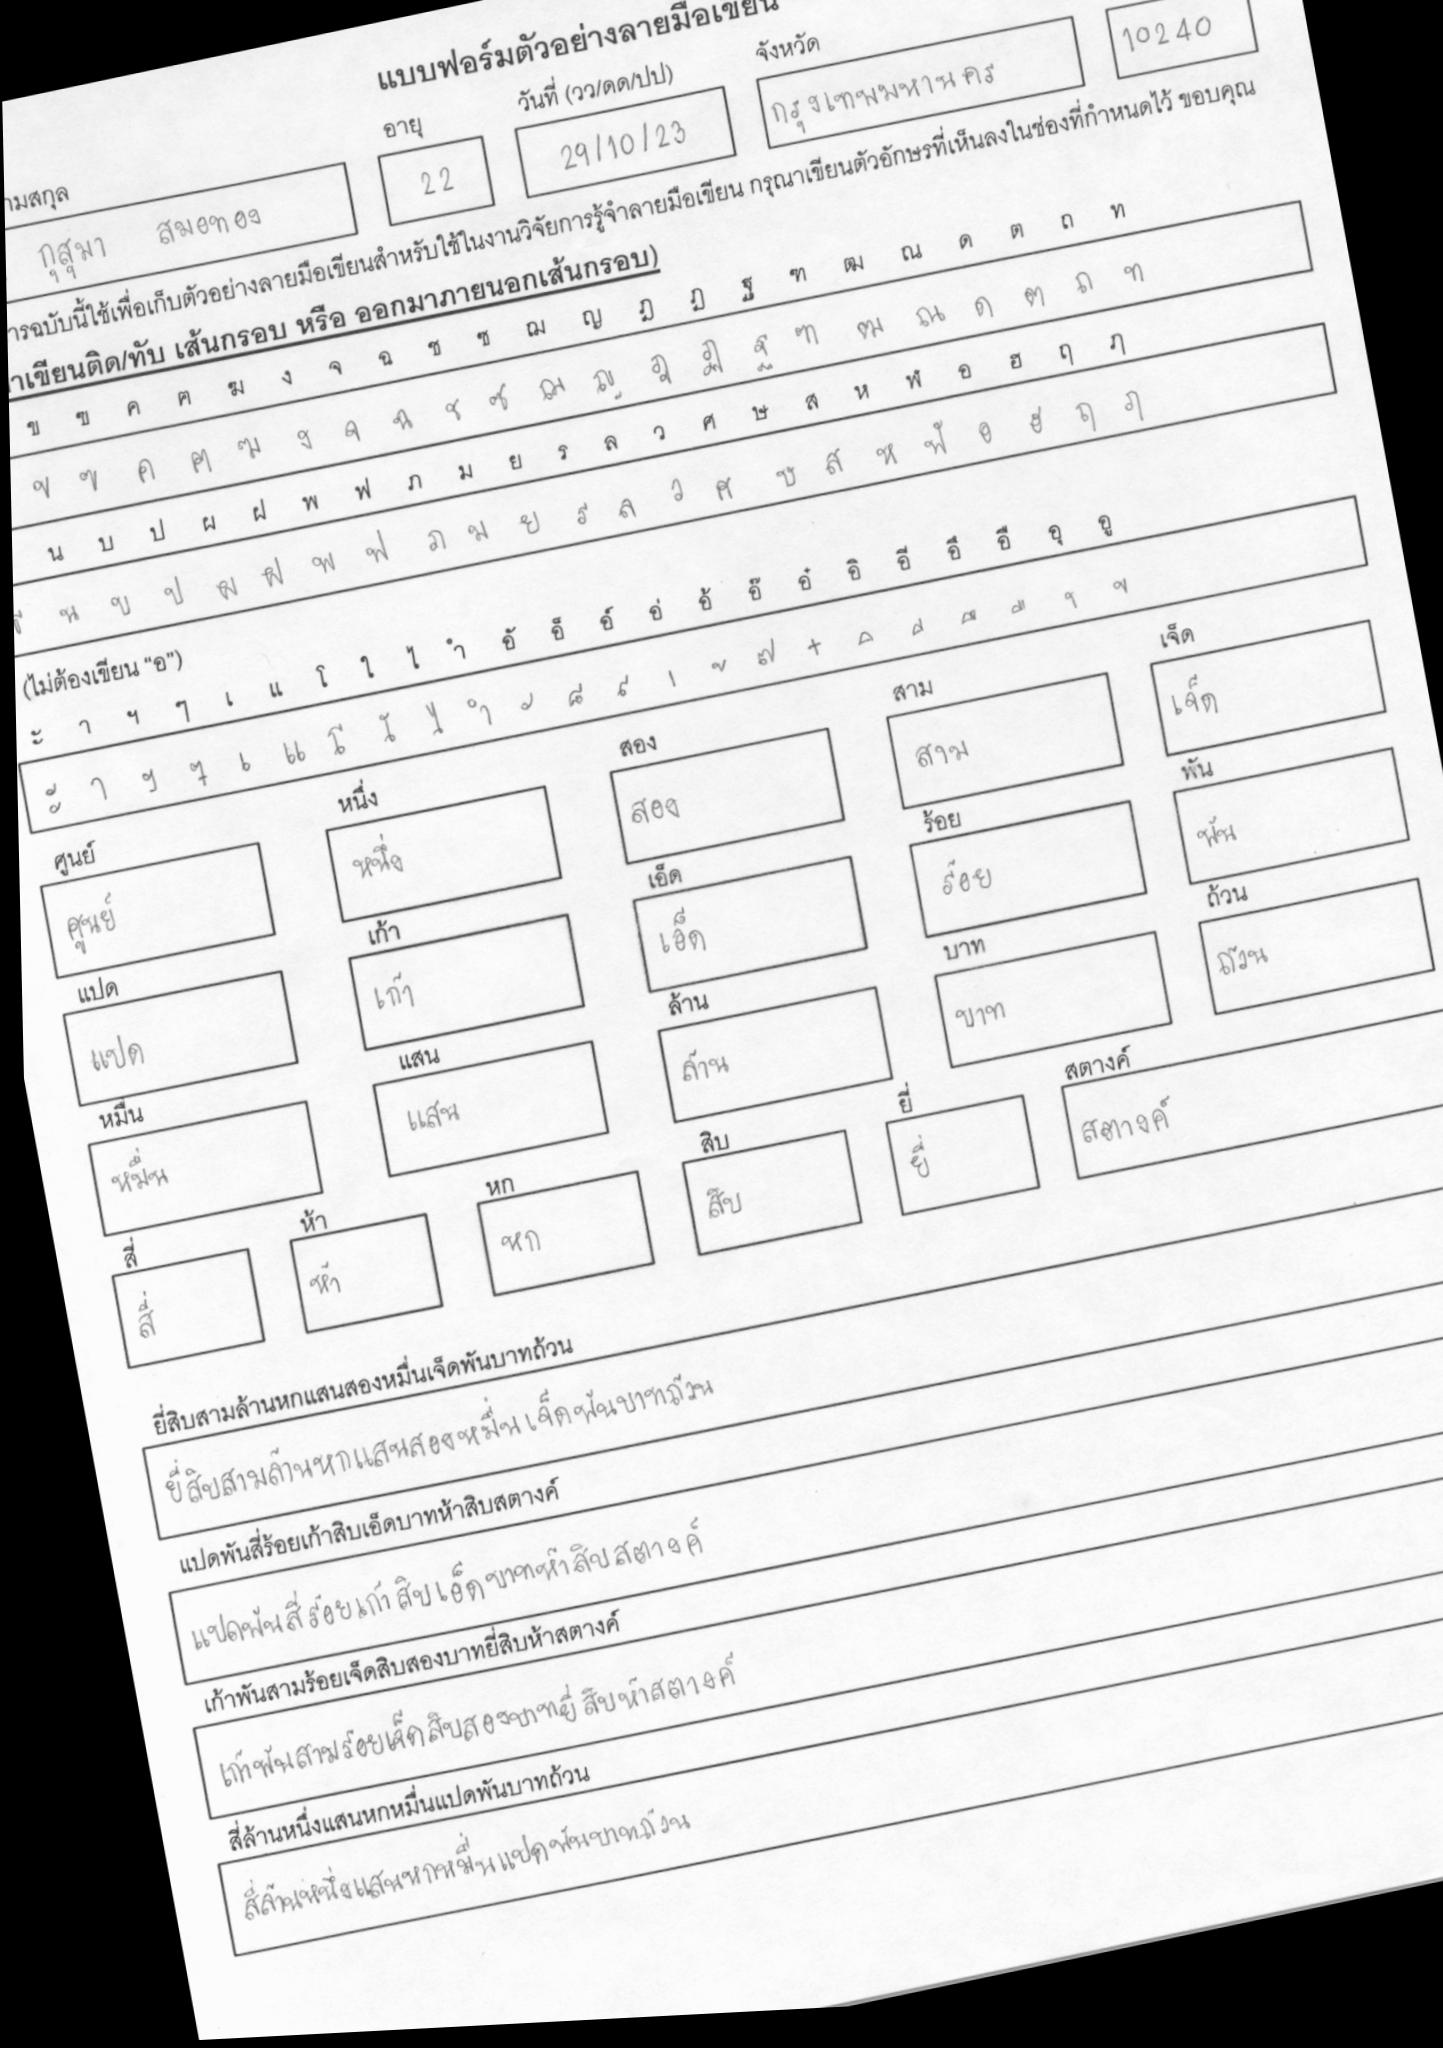 แบบฟอร์มตัวอย่างลายมือเขียน
อายุ วันที่ (วว/ดด/ปป) จังหวัด
22 29/10/23 กรุงเทพมหานคร 10240
กุสุมา สมอทอง
ารฉบับนี้ใช้เพื่อเก็บตัวอย่างลายมือเขียนสำหรับใช้ในงานวิจัยการรู้จำลายมือเขียน กรุณาเขียนตัวอักษรที่เห็นลงในช่องที่กำหนดไว้ ขอบคุณ
าเขียนติด/ทับ เส้นกรอบ หรือ ออกมาภายนอกเส้นกรอบ)
ข ฃ ค ฅ ฆ ง จ ฉ ช ซ ฌ ญ ฎ ฏ ฐ ฑ ฒ ณ ด ต ถ ท
ข ฃ ค ฅ ฆ ง จ ฉ ช ซ ฌ ญ ฎ ฏ ฐ ฑ ฒ ณ ด ต ถ ท
น บ ป ผ ฝ พ ฟ ภ ม ย ร ล ว ศ ษ ส ห ฬ อ ฮ ฤ ฦ
น บ ป ผ ฝ พ ฟ ภ ม ย ร ล ว ศ ษ ส ห ฬ อ ฮ ฤ ฦ
(ไม่ต้องเขียน “อ”)
ะ า ฯ ๆ เ แ โ ใ ไ ำ อั อ็ อ์ อ่ อ้ อ๊ อ๋ อิ อี อึ อื อุ อู
ะ า ฯ ๆ เ แ โ ใ ไ ำ ั ็ ์ ่ ้ ๊ ๋ ิ ี ึ ื ุ ู
ศูนย์ หนึ่ง สอง สาม เจ็ด
ศูนย์ หนึ่ง สอง สาม เจ็ด
แปด เก้า เอ็ด ร้อย พัน
แปด เก้า เอ็ด ร้อย พัน
หมื่น แสน ล้าน บาท ถ้วน
หมื่น แสน ล้าน บาท ถ้วน
สี่ ห้า หก สิบ ยี่ สตางค์
สี่ ห้า หก สิบ ยี่ สตางค์
ยี่สิบสามล้านหกแสนสองหมื่นเจ็ดพันบาทถ้วน
ยี่สิบสามล้านหกแสนสองหมื่นเจ็ดพันบาทถ้วน
แปดพันสี่ร้อยเก้าสิบเอ็ดบาทห้าสิบสตางค์
แปดพันสี่ร้อยเก้าสิบเอ็ดบาทห้าสิบสตางค์
เก้าพันสามร้อยเจ็ดสิบสองบาทยี่สิบห้าสตางค์
เก้าพันสามร้อยเจ็ดสิบสองบาทยี่สิบห้าสตางค์
สี่ล้านหนึ่งแสนหกหมื่นแปดพันบาทถ้วน
สี่ล้านหนึ่งแสนหกหมื่นแปดพันบาทถ้วน